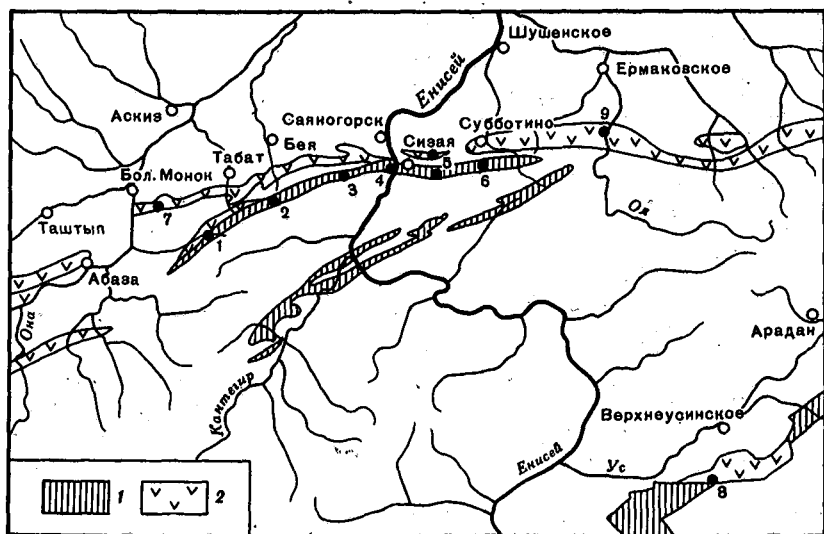 Шушенское
Енисей
Ермаковское
Аскиз
Саяногорск
Субботино
9
Бея
Сизая
Табат
Бол. Монок
4
5
6
3
7
2
Таштып
1
Оя
Абаза
Она
Арадан
Кантегир
Верхнеусинское
Енисей
Ус
8
1
2